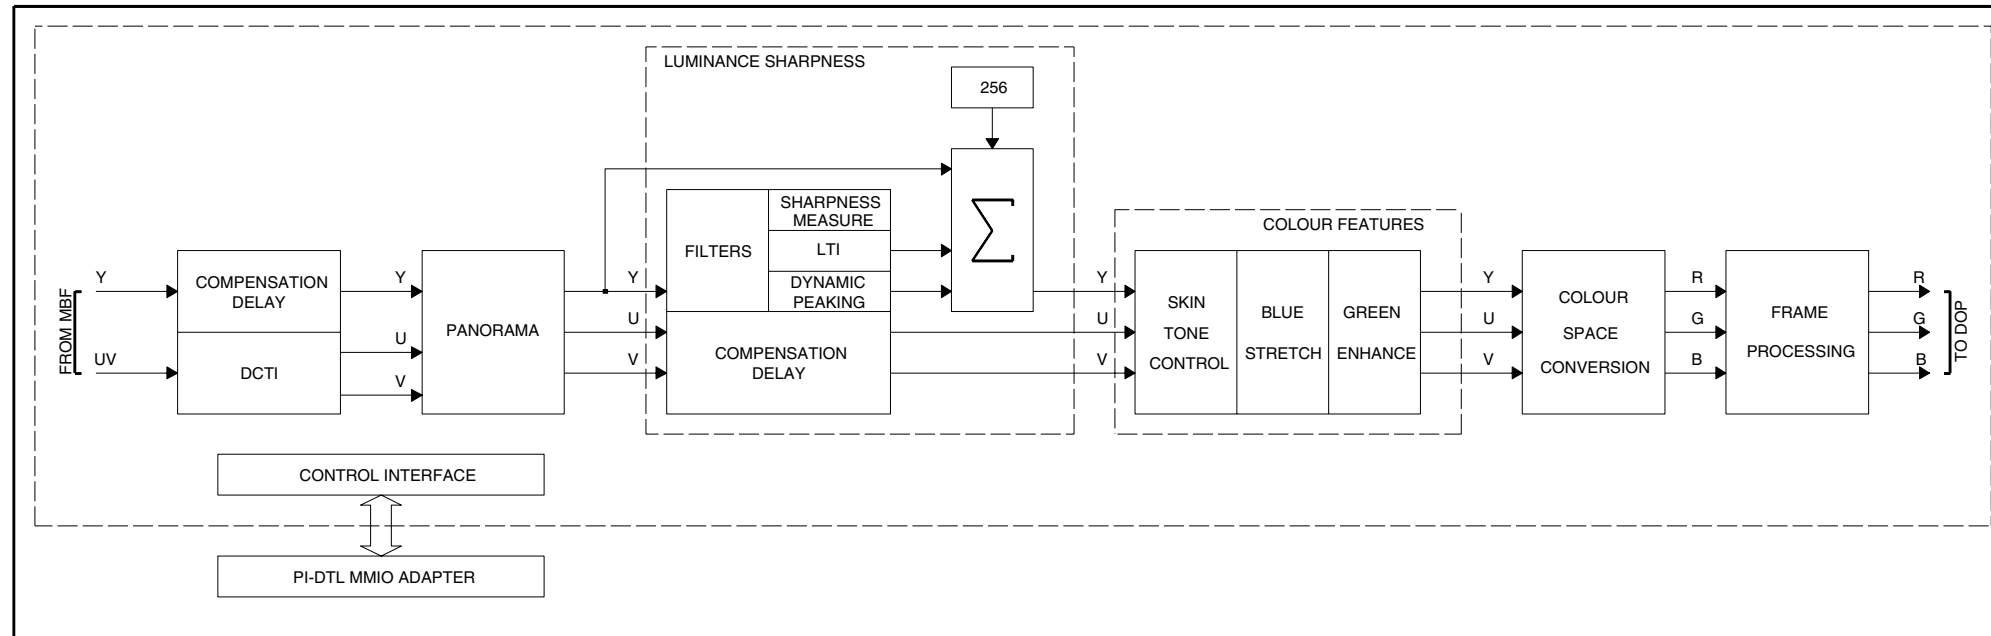 LUMINANCE SHARPNESS
256
SHARPNESS
MEASURE
FILTERS
LTI
DYNAMIC
PEAKING
COMPENSATION
DELAY
COLOUR FEATURES
FROM MBF
Y
UV
COMPENSATION
DELAY
DCTI
Y
U
V
PANORAMA
Y
U
V
Σ
Y
U
V
SKIN
TONE
CONTROL
BLUE
STRETCH
GREEN
ENHANCE
Y
U
V
COLOUR
SPACE
CONVERSION
R
G
B
FRAME
PROCESSING
R
G
B
TO DOP
CONTROL INTERFACE
PI-DTL MMIO ADAPTER